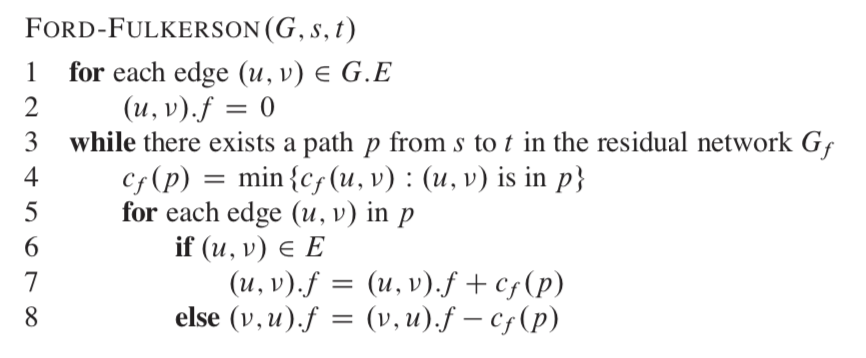 FORD-FULKERSON(G, s, t)
1 for each edge (u, v) ∈ G.E
2 (u, v).f = 0
3 while there exists a path p from s to t in the residual network G_f
4 c_f(p) = min{c_f(u, v) : (u, v) is in p}
5 for each edge (u, v) in p
6 if (u, v) ∈ E
7 (u, v).f = (u, v).f + c_f(p)
8 else (v, u).f = (v, u).f − c_f(p)